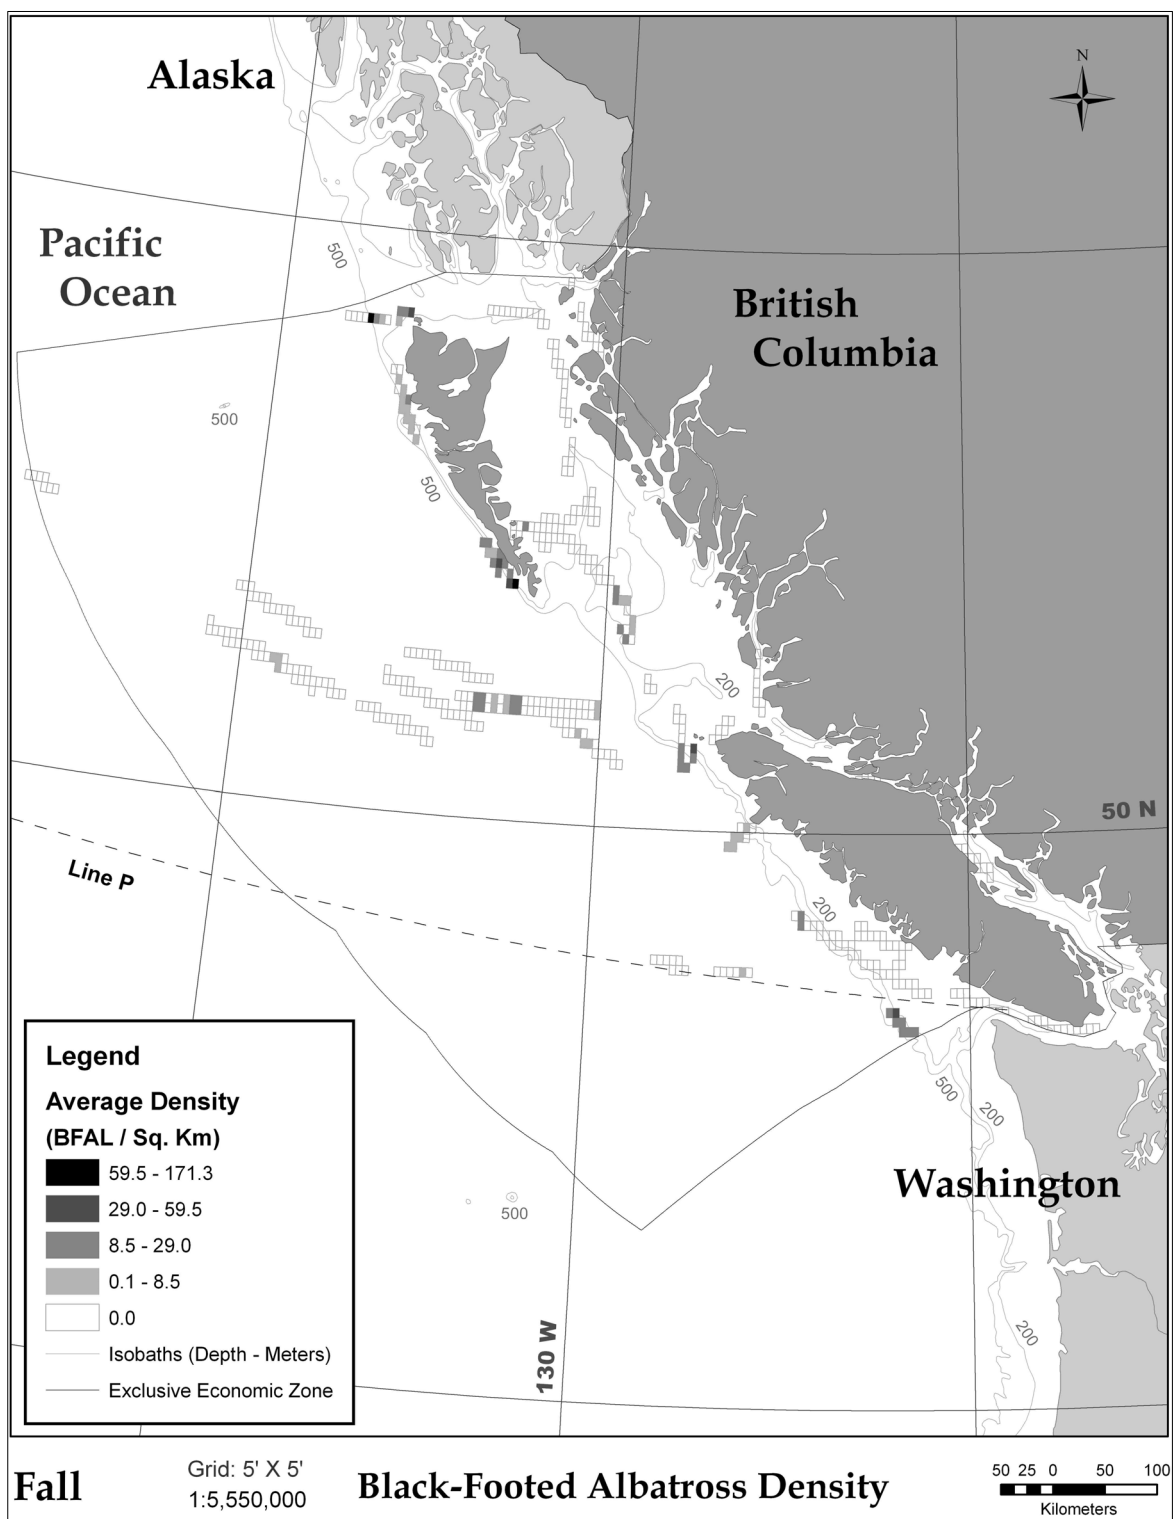 Alaska
N
Pacific
Ocean
500
British
Columbia
500
500
200
50 N
Line P
200
500
200
Washington
500
200
130 W
Legend
Average Density
(BFAL / Sq. Km)
59.5 - 171.3
29.0 - 59.5
8.5 - 29.0
0.1 - 8.5
0.0
Isobaths (Depth - Meters)
Exclusive Economic Zone
Fall
Grid: 5' X 5'
1:5,550,000
Black-Footed Albatross Density
50 25 0 50 100
Kilometers